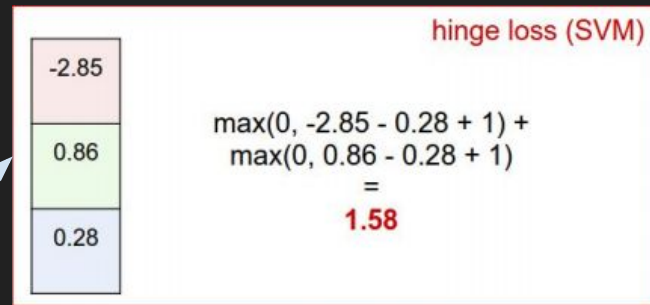 hinge loss (SVM)
-2.85
0.86
0.28
max(0, -2.85 - 0.28 + 1) +
max(0, 0.86 - 0.28 + 1)
=
1.58